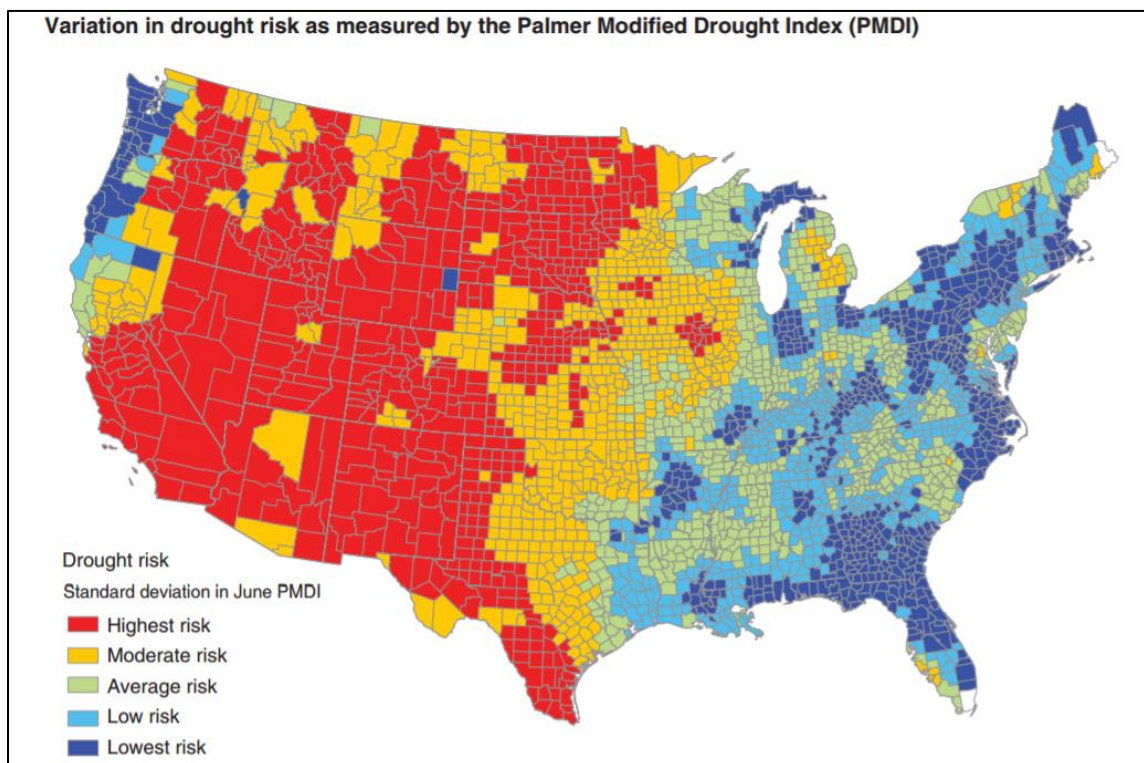 Variation in drought risk as measured by the Palmer Modified Drought Index (PMDI)
Drought risk
Standard deviation in June PMDI
Highest risk
Moderate risk
Average risk
Low risk
Lowest risk